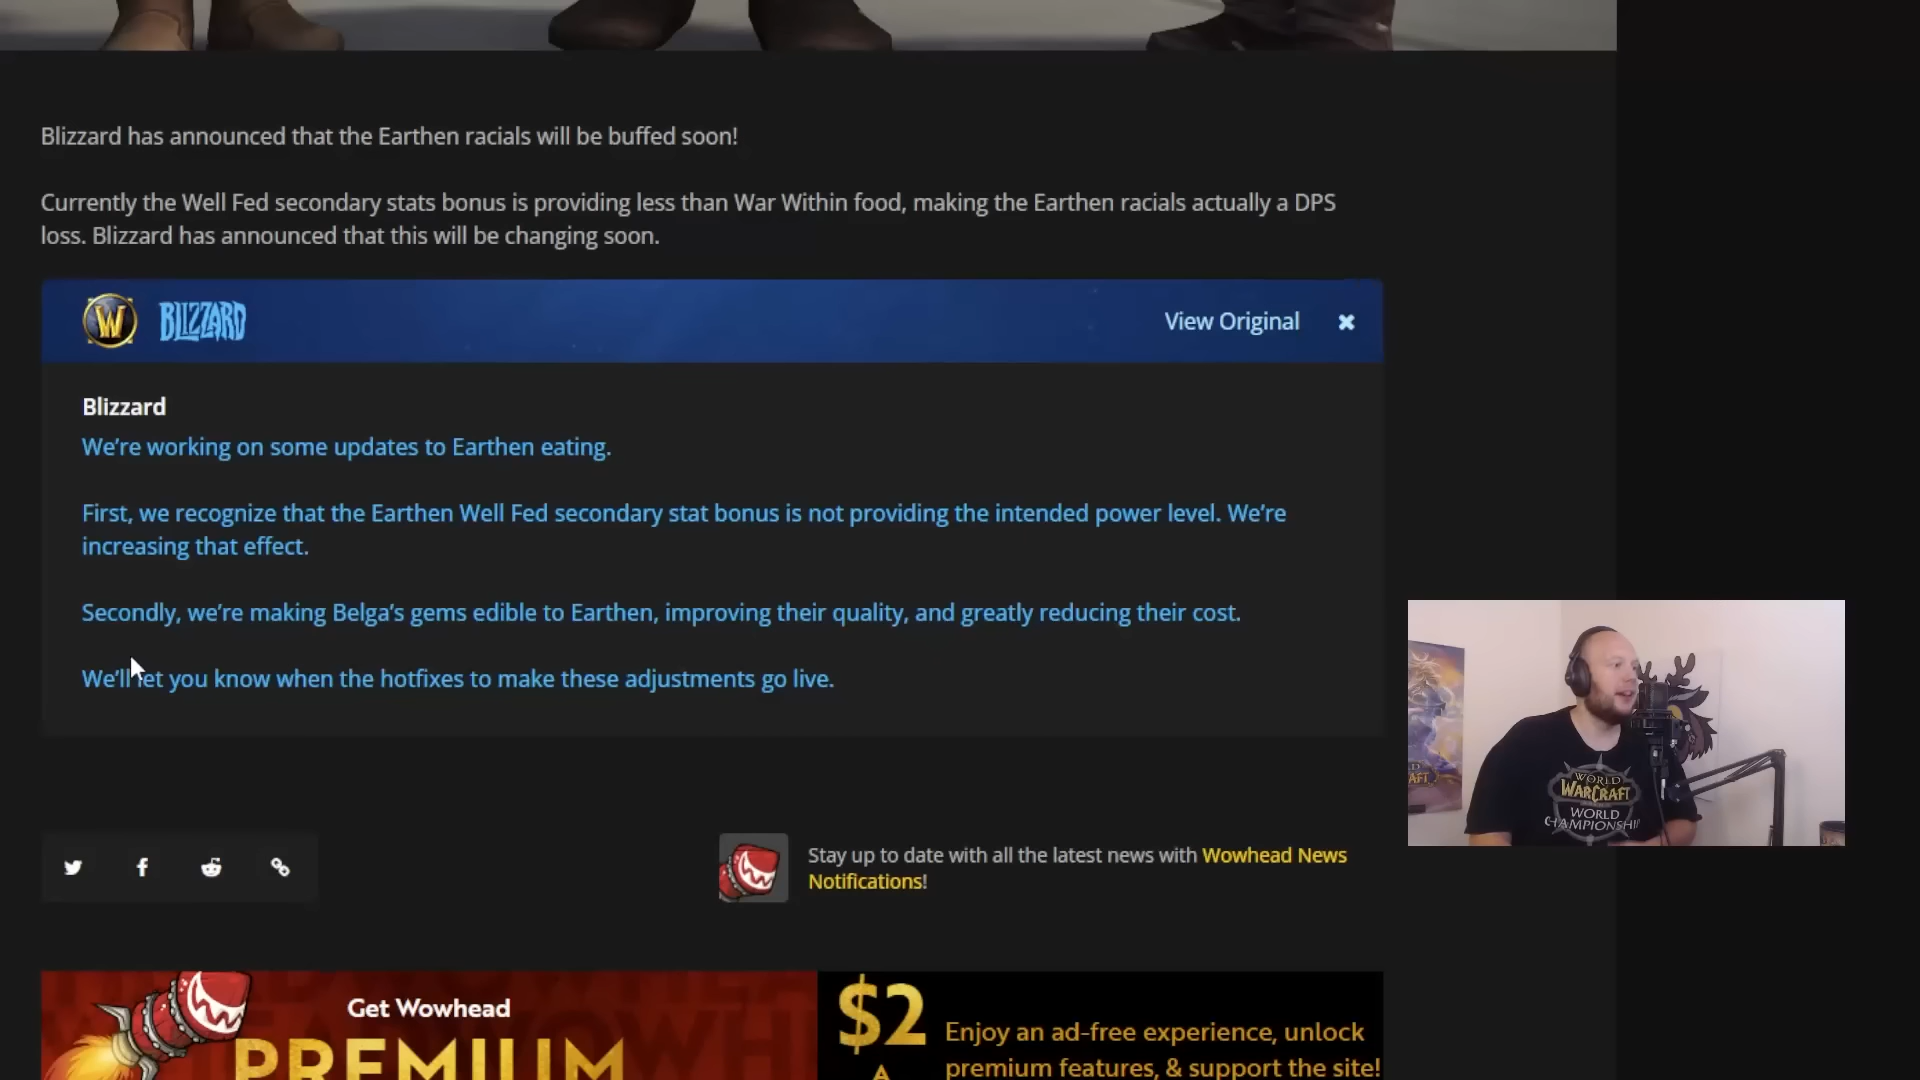 Blizzard has announced that the Earthen racials will be buffed soon!
Currently the Well Fed secondary stats bonus is providing less than War Within food, making the Earthen racials actually a DPS
loss. Blizzard has announced that this will be changing soon.
W BLIZZARD
View Original
Blizzard
We're working on some updates to Earthen eating.
First, we recognize that the Earthen Well Fed secondary stat bonus is not providing the intended power level. We're
increasing that effect.
Secondly, we're making Belga's gems edible to Earthen, improving their quality, and greatly reducing their cost.
We'll let you know when the hotfixes to make these adjustments go live.
WORLD
WARCRAFT
WORLD
CHAMPIONSHIP
Stay up to date with all the latest news with Wowhead News
Notifications!
Get Wowhead
PREMIUM
$2
A
Enjoy an ad-free experience, unlock
premium features, & support the site!